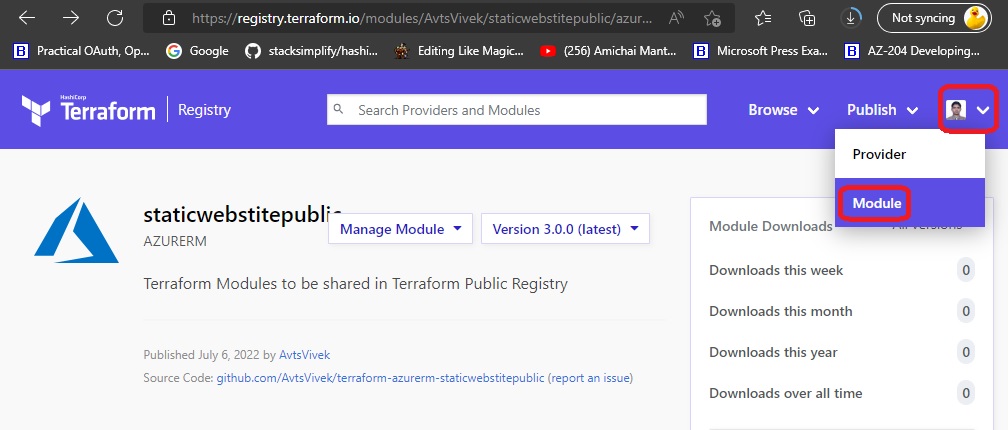 https://registry.terraform.io/modules/AvtsVivek/staticwebstitepublic/azur...
Not syncing
Practical OAuth, Op...
Google
stacksimplify/hashi...
Editing Like Magic...
(256) Amichai Mant...
Microsoft Press Exa...
AZ-204 Developing...
HashiCorp
Terraform
Registry
Search Providers and Modules
Browse
Publish
Provider
Module
staticwebstitepublic
AZURERM
Manage Module
Version 3.0.0 (latest)
Terraform Modules to be shared in Terraform Public Registry
Published July 6, 2022 by AvtsVivek
Source Code: github.com/AvtsVivek/terraform-azurerm-staticwebstitepublic (report an issue)
Module Downloads All versions
Downloads this week 0
Downloads this month 0
Downloads this year 0
Downloads over all time 0